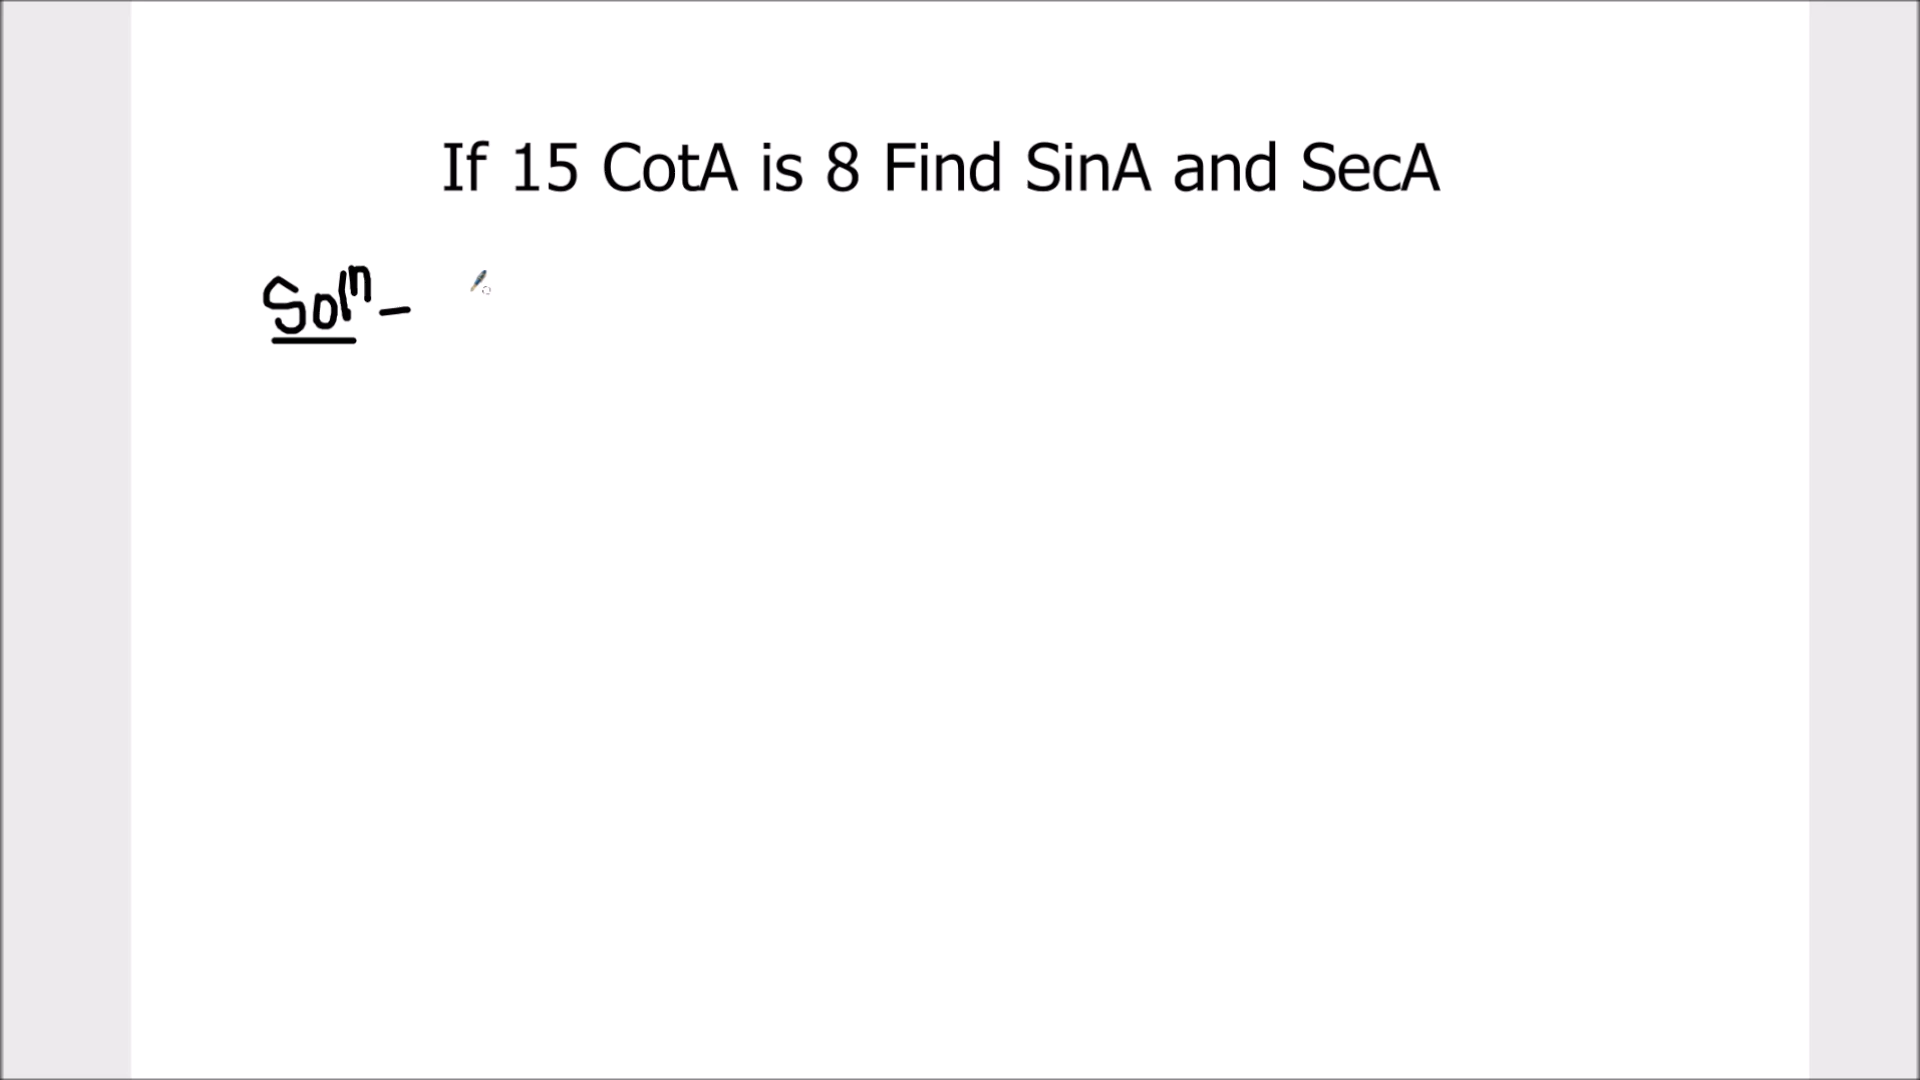 If 15 CotA is 8 Find SinA and SecA
Solⁿ -